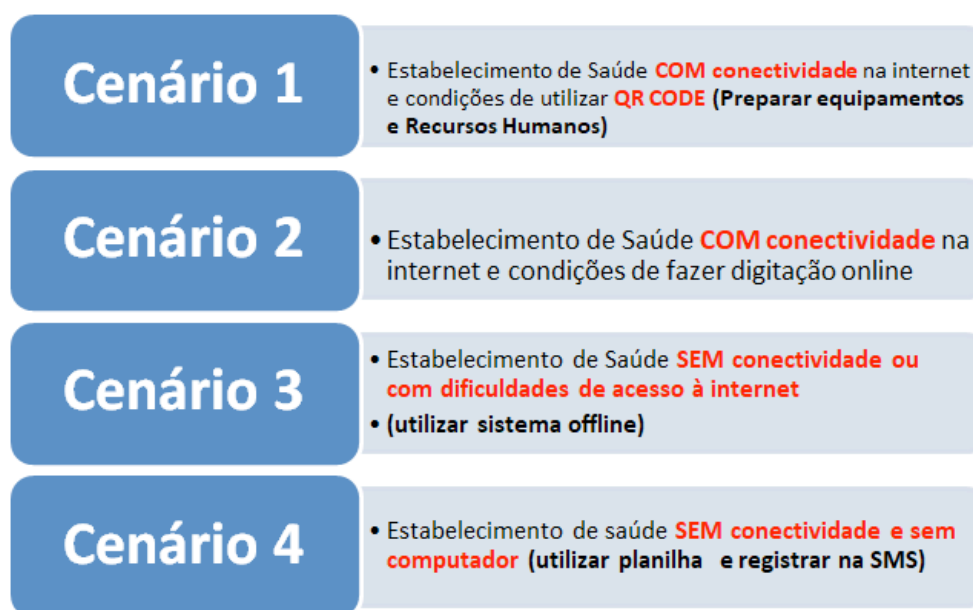 Cenário 1
• Estabelecimento de Saúde COM conectividade na internet
e condições de utilizar QR CODE (Preparar equipamentos
e Recursos Humanos)
Cenário 2
• Estabelecimento de Saúde COM conectividade na
internet e condições de fazer digitação online
Cenário 3
• Estabelecimento de Saúde SEM conectividade ou
com dificuldades de acesso à internet
• (utilizar sistema offline)
Cenário 4
• Estabelecimento de saúde SEM conectividade e sem
computador (utilizar planilha e registrar na SMS)